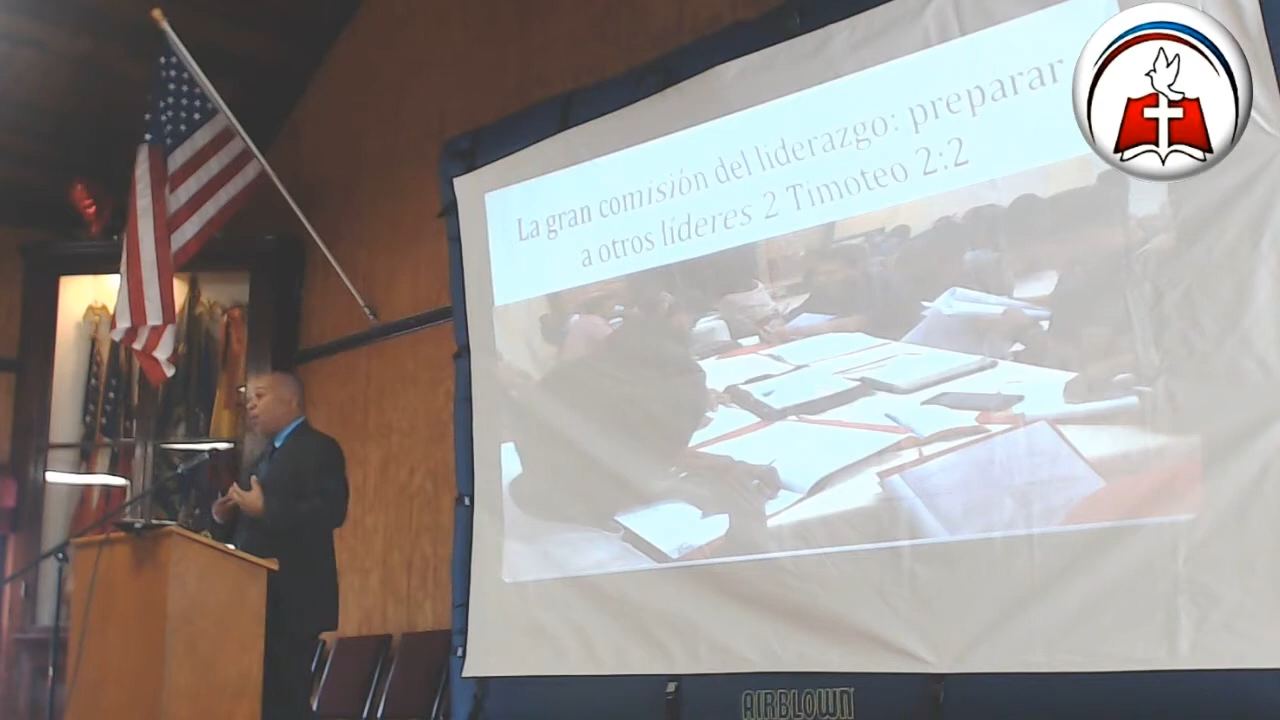 La gran comisión del liderazgo: preparar
a otros líderes 2 Timoteo 2:2
AIRBLOWN